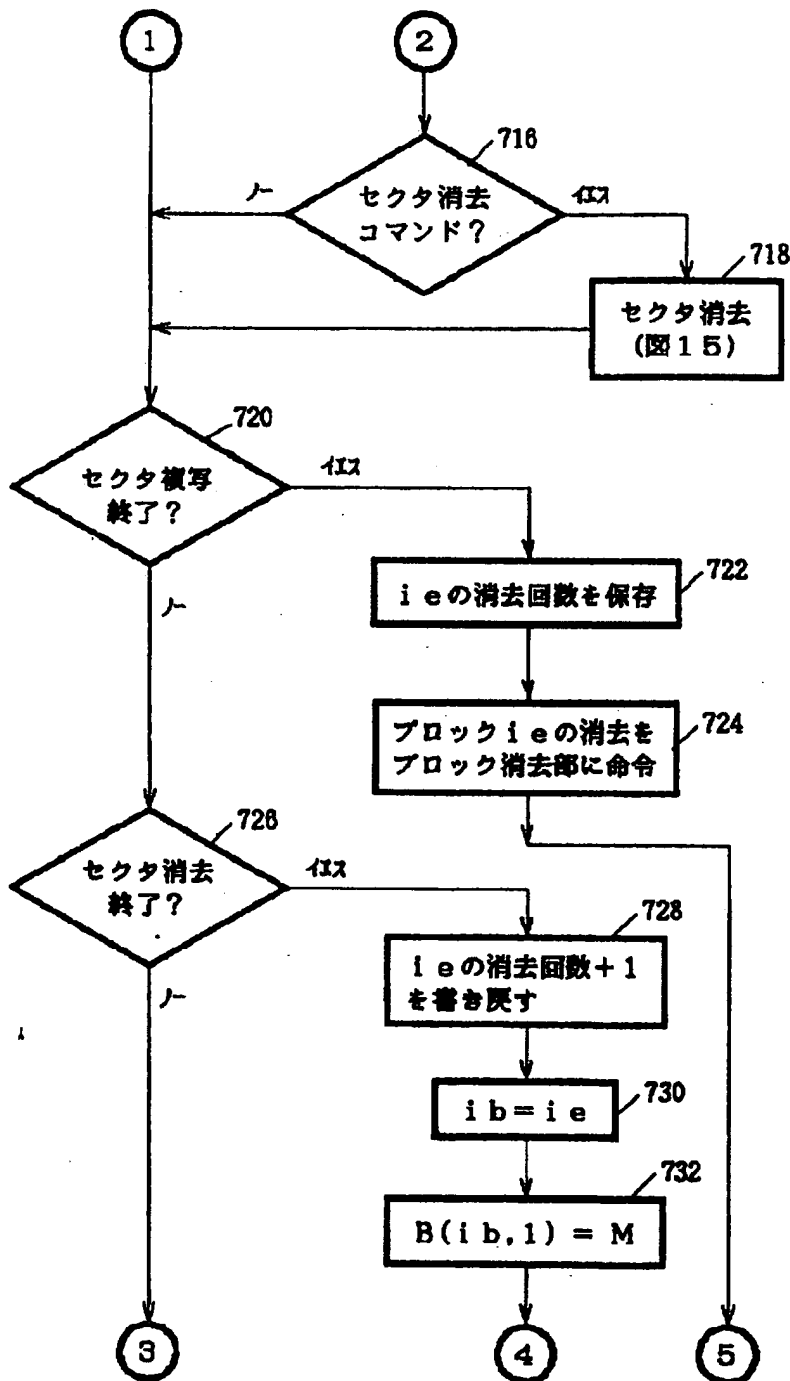 1
2
716
セクタ消去
コマンド?
ノー
イエス
718
セクタ消去
(図15)
720
セクタ複写
終了?
イエス
ノー
722
ieの消去回数を保存
724
ブロックieの消去を
ブロック消去部に命令
726
セクタ消去
終了?
イエス
ノー
728
ieの消去回数+1
を書き戻す
730
ib=ie
732
B(ib,1) = M
3
4
5